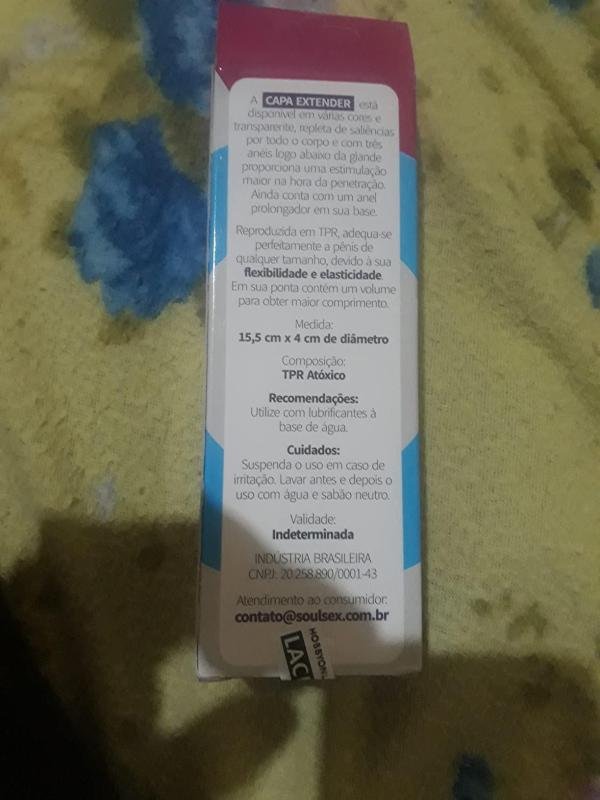 A CAPA EXTENDER está
disponível em várias cores e
transparente, repleta de saliências
por todo o corpo e com três
anéis logo abaixo da glande
proporciona uma estimulação
maior na hora da penetração.
Ainda conta com um anel
prolongador em sua base.
Reproduzida em TPR, adequa-se
perfeitamente a pênis de
qualquer tamanho, devido à sua
flexibilidade e elasticidade.
Em sua ponta contém um volume
para obter maior comprimento.
Medida:
15,5 cm x 4 cm de diâmetro
Composição:
TPR Atóxico
Recomendações:
Utilize com lubrificantes à
base de água.
Cuidados:
Suspenda o uso em caso de
irritação. Lavar antes e depois o
uso com água e sabão neutro.
Validade:
Indeterminada
INDÚSTRIA BRASILEIRA
CNPJ: 20.258.890/0001-43
Atendimento ao consumidor:
contato@soulsex.com.br